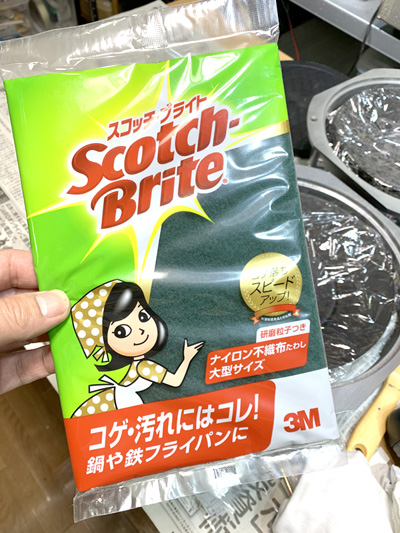 スコッチ・ブライト
Scotch-
Brite
スピード
アップ!
研磨粒子つき
ナイロン不織布たわし
大型サイズ
コゲ・汚れにはコレ!
鍋や鉄フライパンに
3M